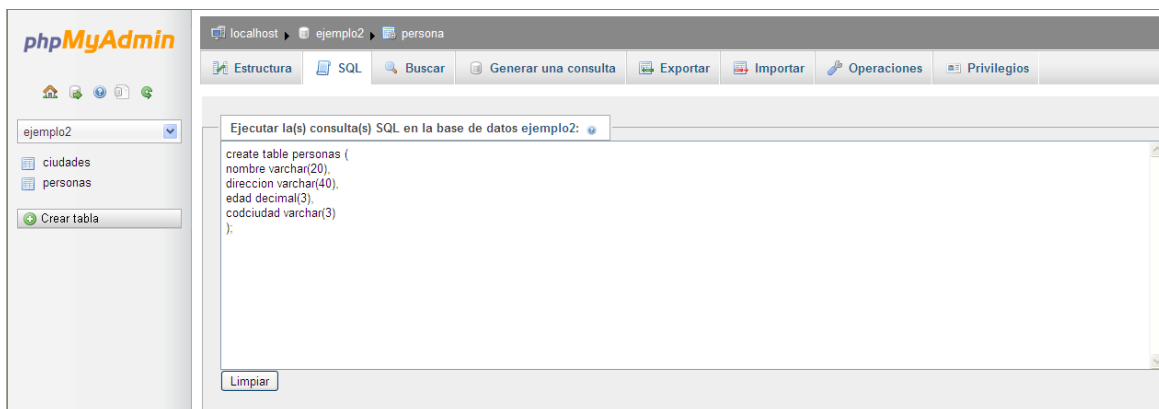 phpMyAdmin
localhost ejemplo2 persona
Estructura SQL Buscar Generar una consulta Exportar Importar Operaciones Privilegios
ejemplo2
ciudades
personas
Crear tabla
Ejecutar la(s) consulta(s) SQL en la base de datos ejemplo2:
create table personas (
nombre varchar(20),
direccion varchar(40),
edad decimal(3),
codciudad varchar(3)
);
Limpiar